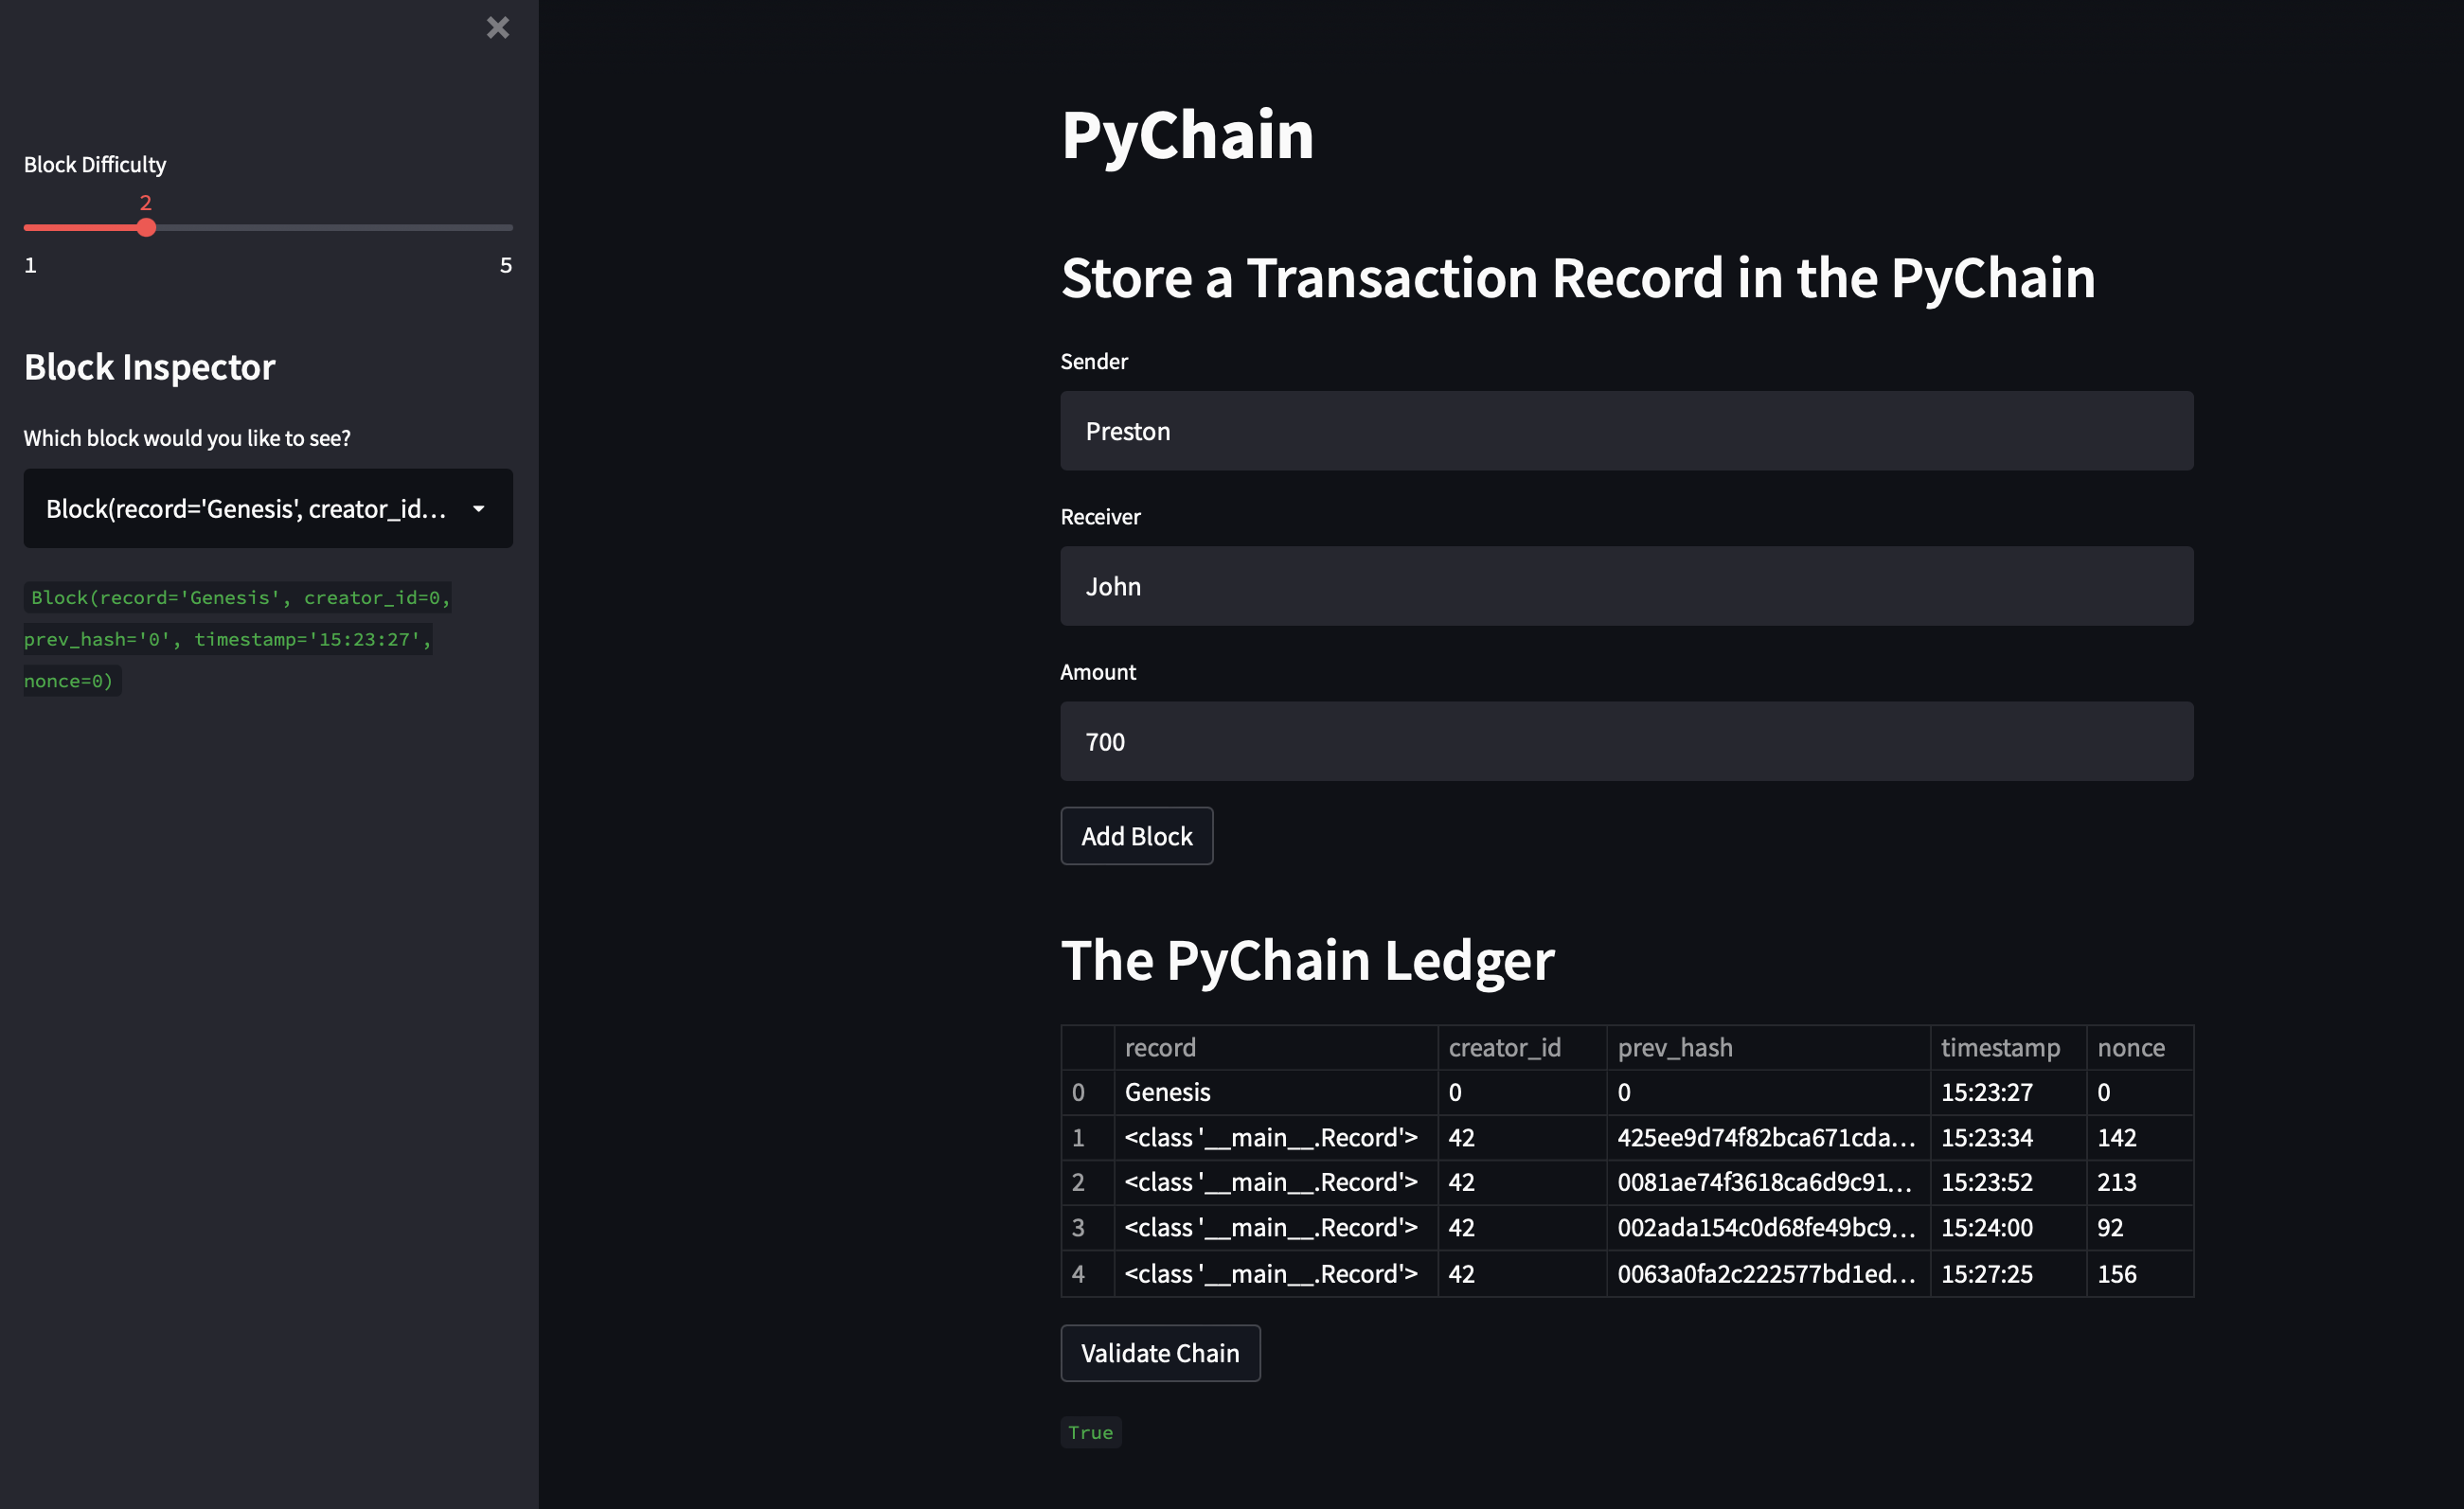 Block Difficulty
2
1 5
Block Inspector
Which block would you like to see?
Block(record='Genesis', creator_id...
Block(record='Genesis', creator_id=0,
prev_hash='0', timestamp='15:23:27',
nonce=0)
PyChain
Store a Transaction Record in the PyChain
Sender
Preston
Receiver
John
Amount
700
Add Block
The PyChain Ledger
record creator_id prev_hash timestamp nonce
0 Genesis 0 0 15:23:27 0
1 <class '__main__.Record'> 42 425ee9d74f82bca671cda... 15:23:34 142
2 <class '__main__.Record'> 42 0081ae74f3618ca6d9c91... 15:23:52 213
3 <class '__main__.Record'> 42 002ada154c0d68fe49bc9... 15:24:00 92
4 <class '__main__.Record'> 42 0063a0fa2c222577bd1ed... 15:27:25 156
Validate Chain
True